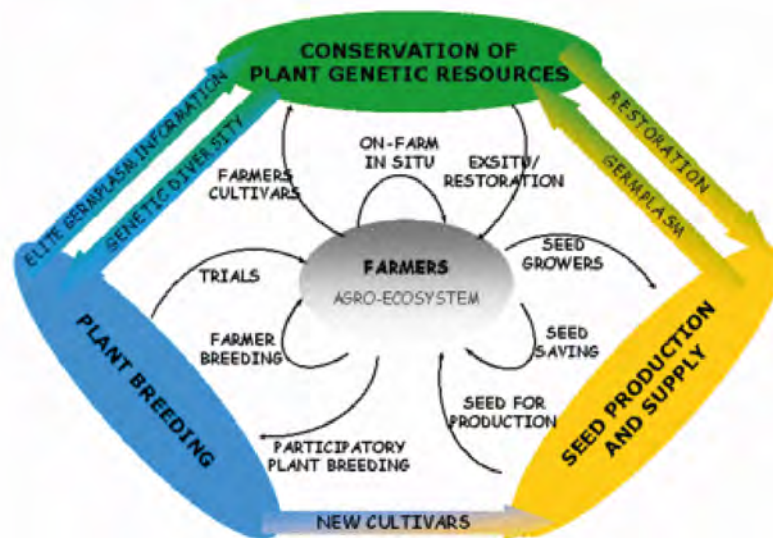 CONSERVATION OF
PLANT GENETIC RESOURCES
ELITE GERMPLASM INFORMATION
GENETIC DIVERSITY
RESTORATION
GERMPLASM
ON-FARM
IN SITU
FARMERS
CULTIVARS
EXSITU/
RESTORATION
TRIALS
FARMERS
AGRO-ECOSYSTEM
SEED
GROWERS
FARMER
BREEDING
SEED
SAVING
PLANT BREEDING
SEED PRODUCTION
AND SUPPLY
PARTICIPATORY
PLANT BREEDING
SEED FOR
PRODUCTION
NEW CULTIVARS